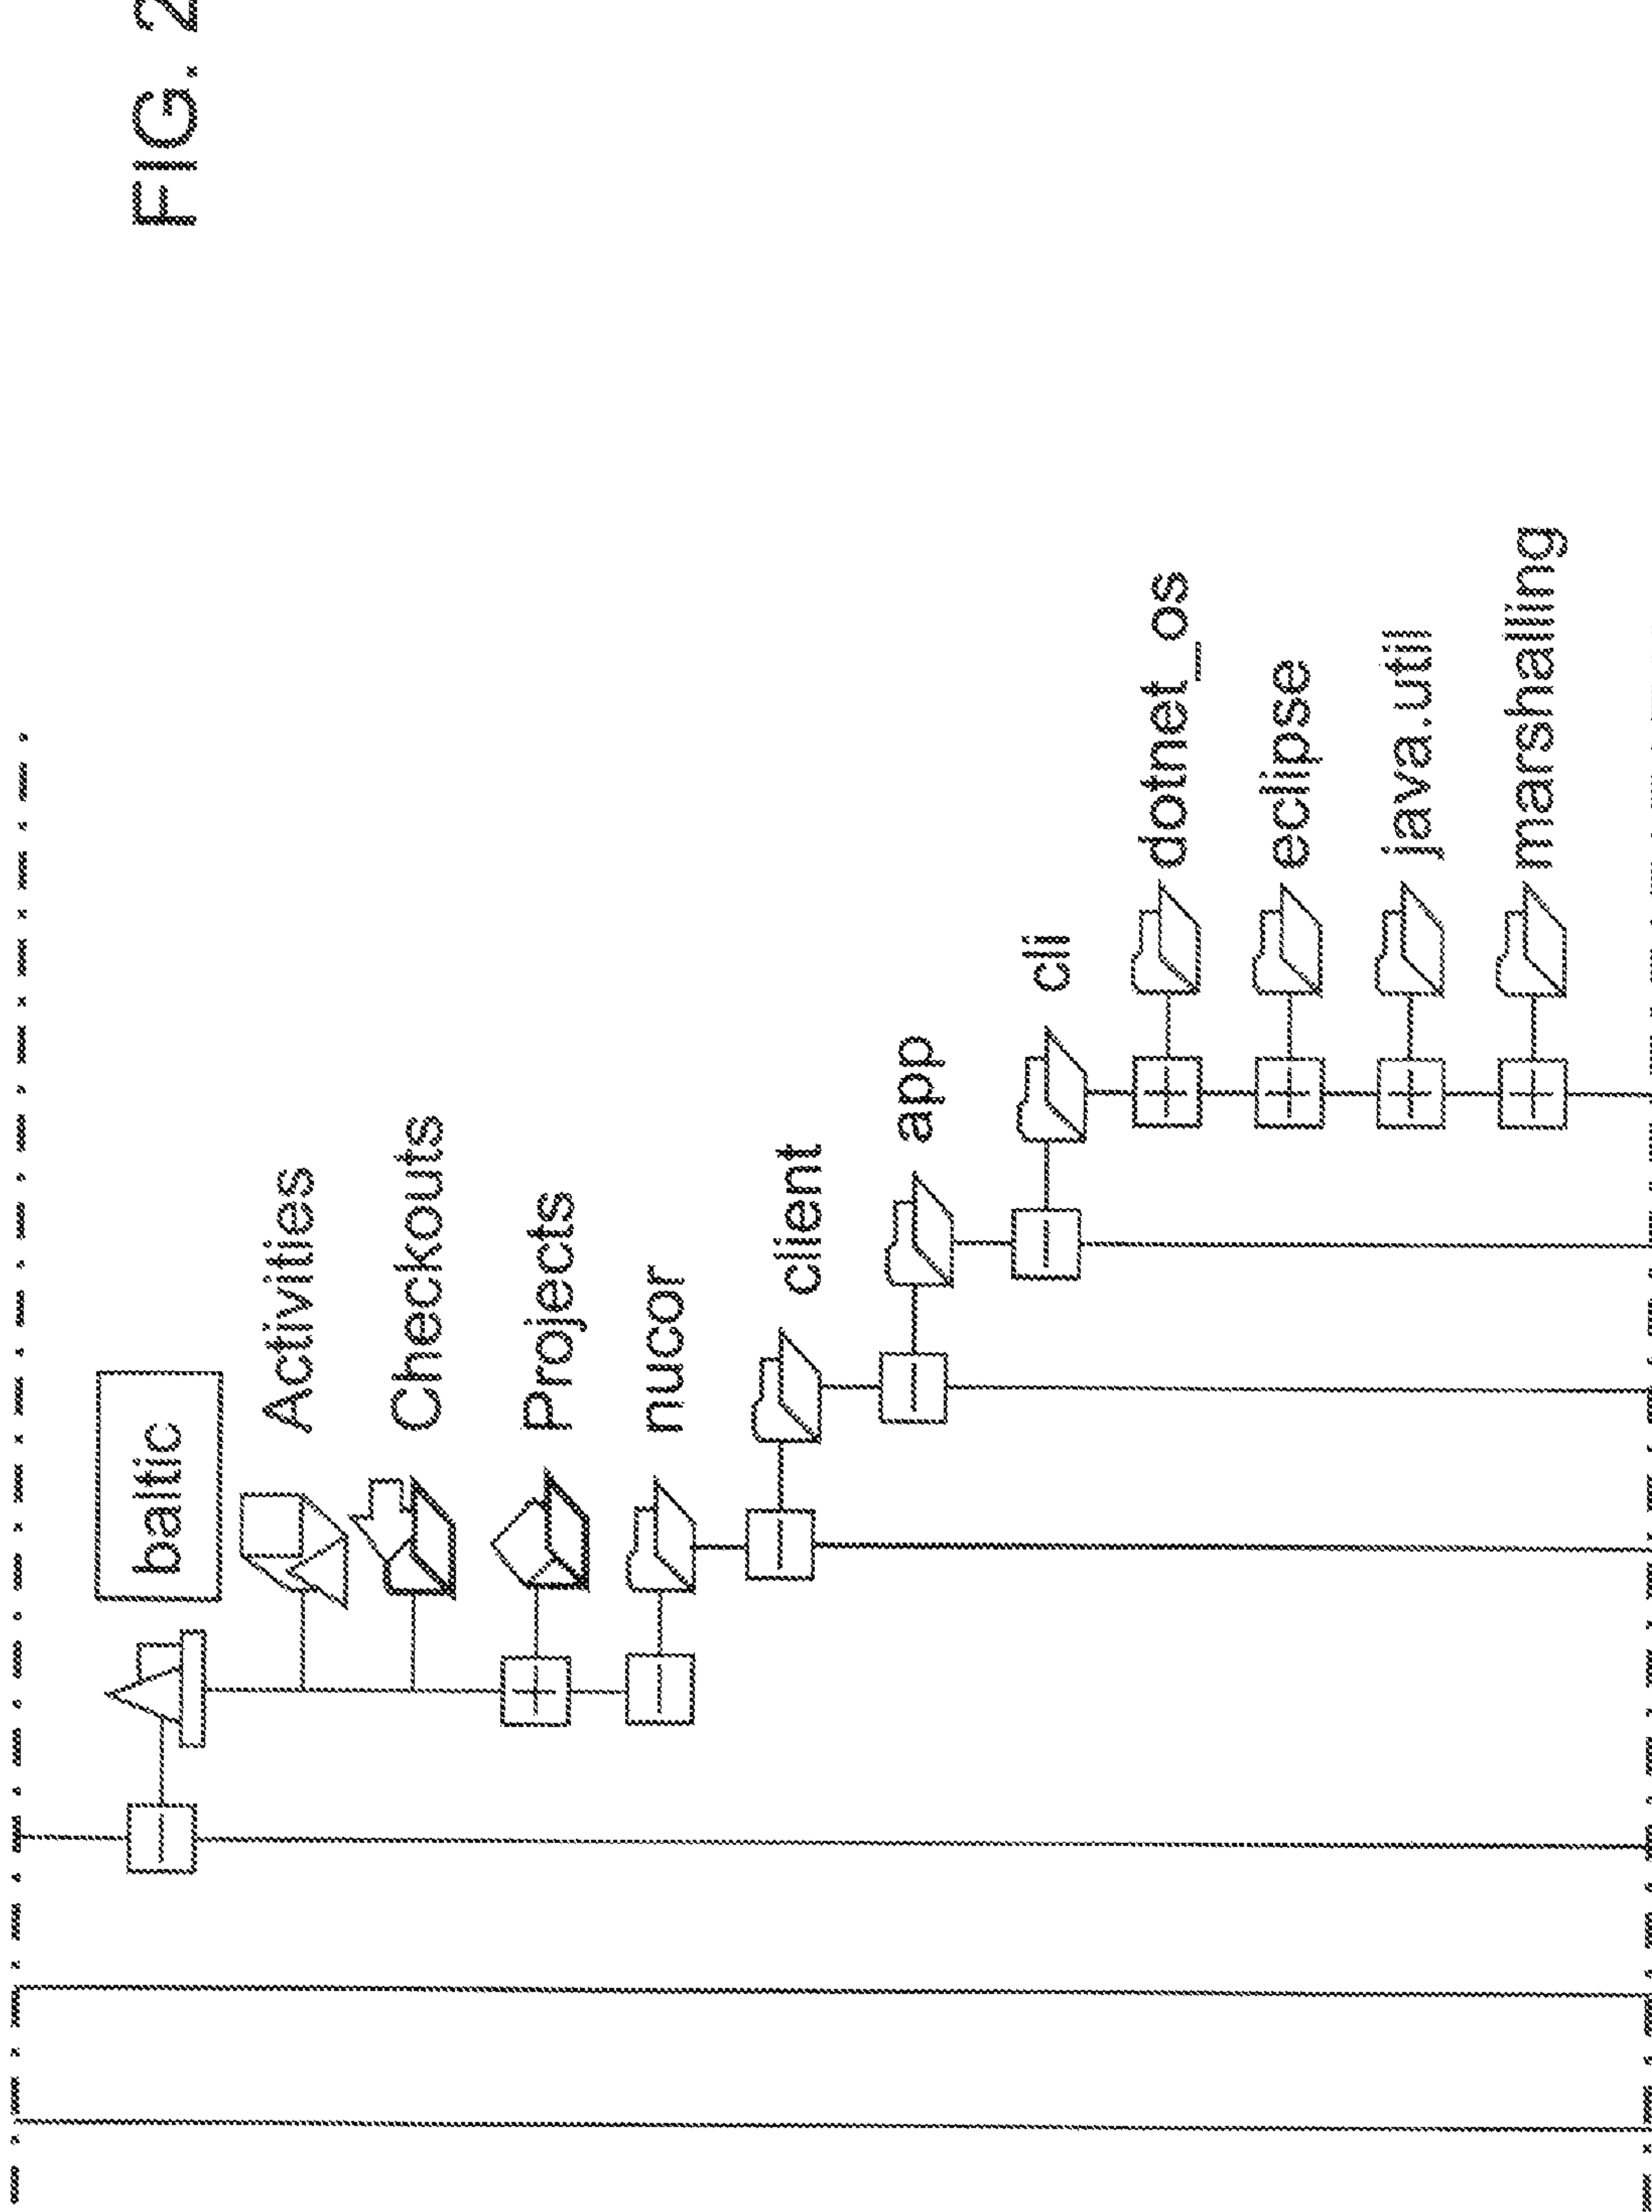 FIG. 2
baltic
Activities
Checkouts
Projects
nucor
client
app
cli
dotnet_os
eclipse
java.util
marshalling